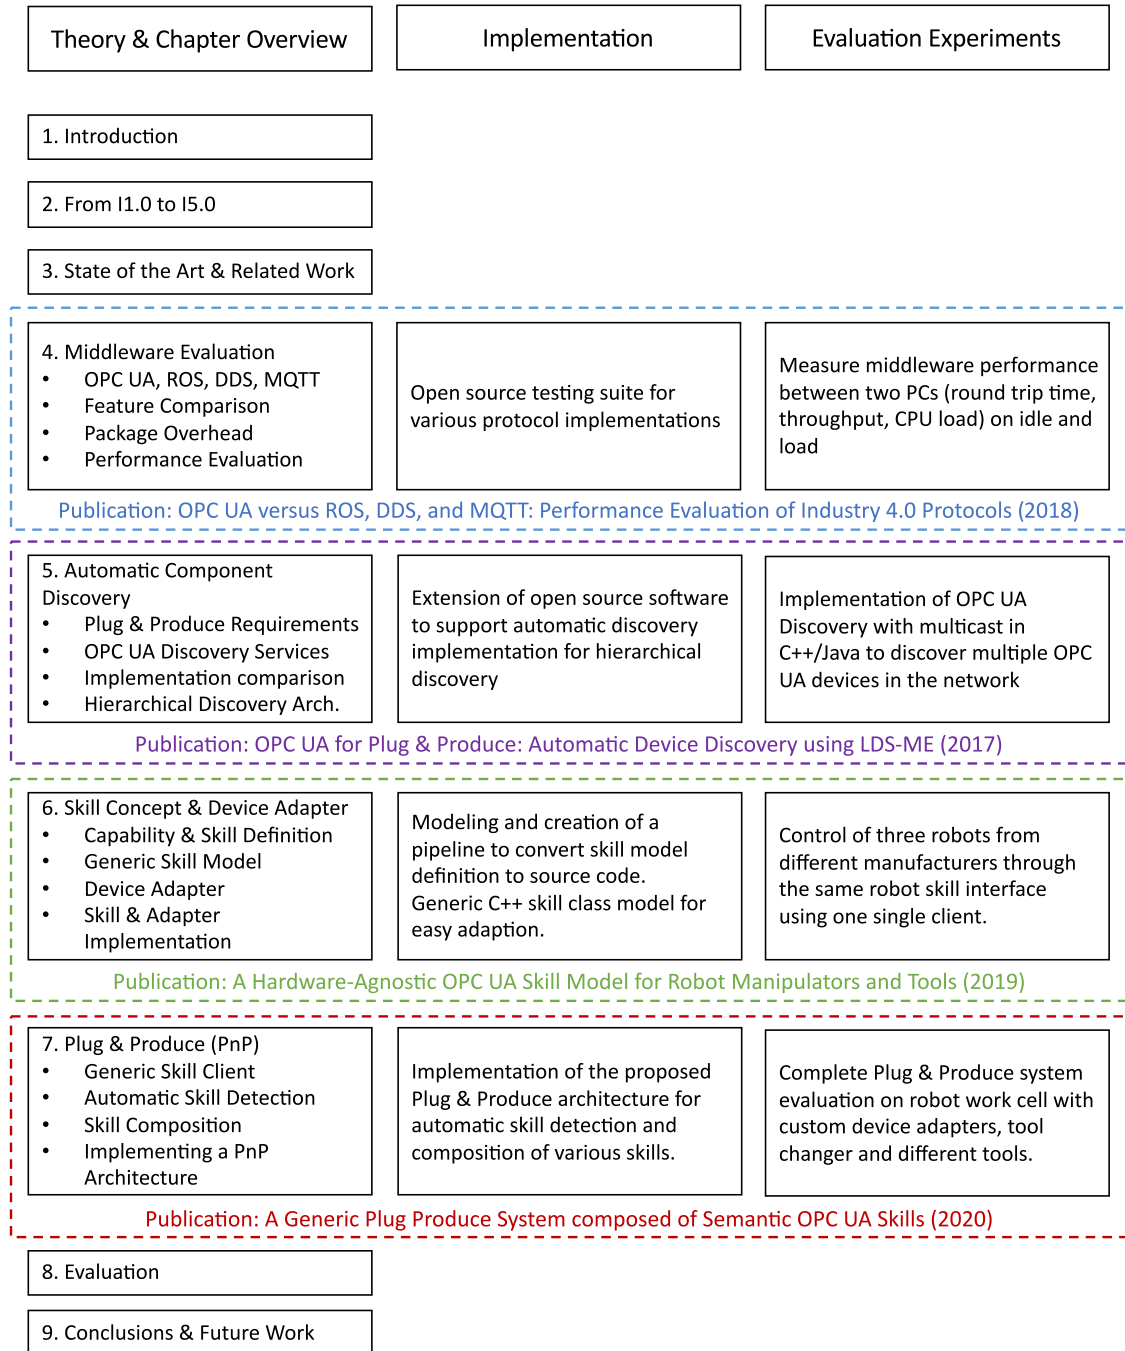 Theory & Chapter Overview
Implementation
Evaluation Experiments
1. Introduction
2. From I1.0 to I5.0
3. State of the Art & Related Work
4. Middleware Evaluation
• OPC UA, ROS, DDS, MQTT
• Feature Comparison
• Package Overhead
• Performance Evaluation
Open source testing suite for
various protocol implementations
Measure middleware performance
between two PCs (round trip time,
throughput, CPU load) on idle and
load
Publication: OPC UA versus ROS, DDS, and MQTT: Performance Evaluation of Industry 4.0 Protocols (2018)
5. Automatic Component
Discovery
• Plug & Produce Requirements
• OPC UA Discovery Services
• Implementation comparison
• Hierarchical Discovery Arch.
Extension of open source software
to support automatic discovery
implementation for hierarchical
discovery
Implementation of OPC UA
Discovery with multicast in
C++/Java to discover multiple OPC
UA devices in the network
Publication: OPC UA for Plug & Produce: Automatic Device Discovery using LDS-ME (2017)
6. Skill Concept & Device Adapter
• Capability & Skill Definition
• Generic Skill Model
• Device Adapter
• Skill & Adapter
Implementation
Modeling and creation of a
pipeline to convert skill model
definition to source code.
Generic C++ skill class model for
easy adaption.
Control of three robots from
different manufacturers through
the same robot skill interface
using one single client.
Publication: A Hardware-Agnostic OPC UA Skill Model for Robot Manipulators and Tools (2019)
7. Plug & Produce (PnP)
• Generic Skill Client
• Automatic Skill Detection
• Skill Composition
• Implementing a PnP
Architecture
Implementation of the proposed
Plug & Produce architecture for
automatic skill detection and
composition of various skills.
Complete Plug & Produce system
evaluation on robot work cell with
custom device adapters, tool
changer and different tools.
Publication: A Generic Plug Produce System composed of Semantic OPC UA Skills (2020)
8. Evaluation
9. Conclusions & Future Work